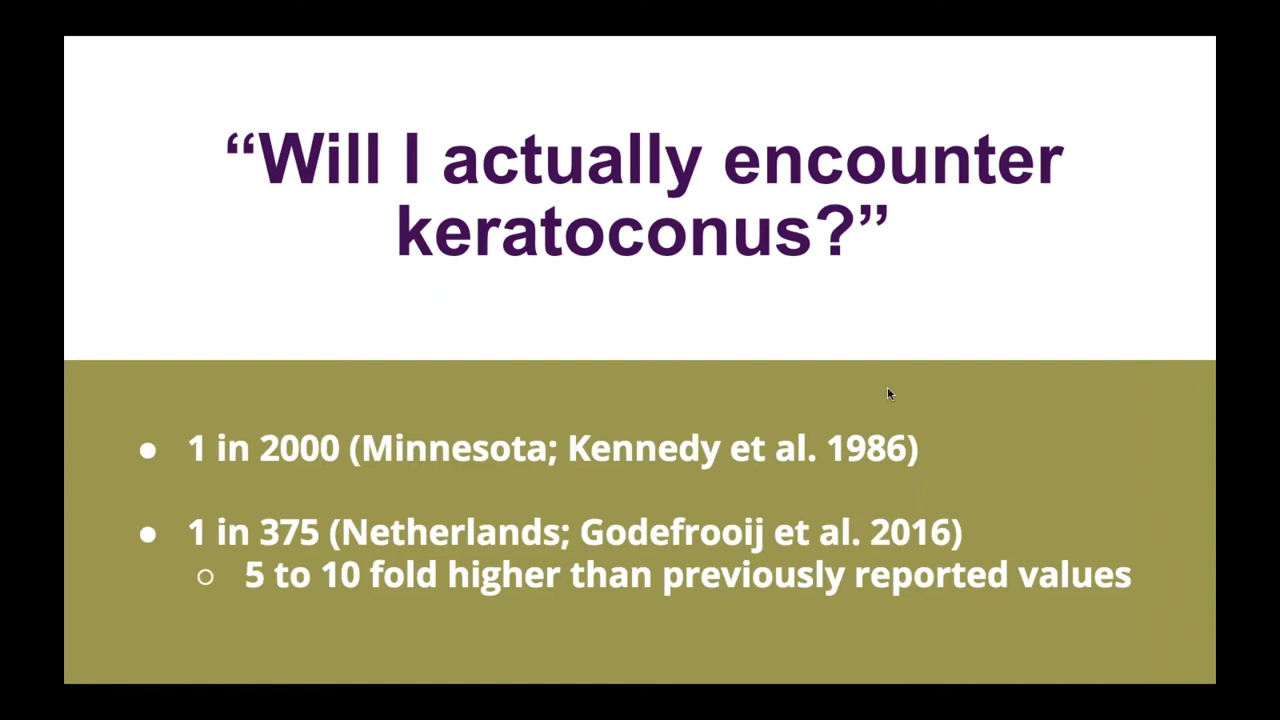 “Will I actually encounter
keratoconus?”
● 1 in 2000 (Minnesota; Kennedy et al. 1986)
● 1 in 375 (Netherlands; Godefrooij et al. 2016)
○ 5 to 10 fold higher than previously reported values